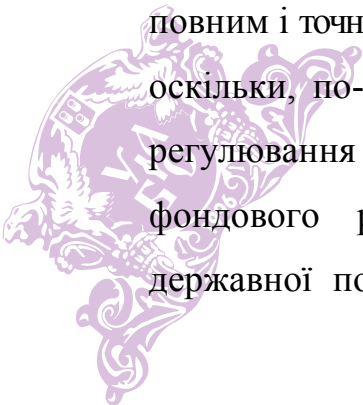 повним і точн
оскільки, по-
регулювання
фондового р
державної по